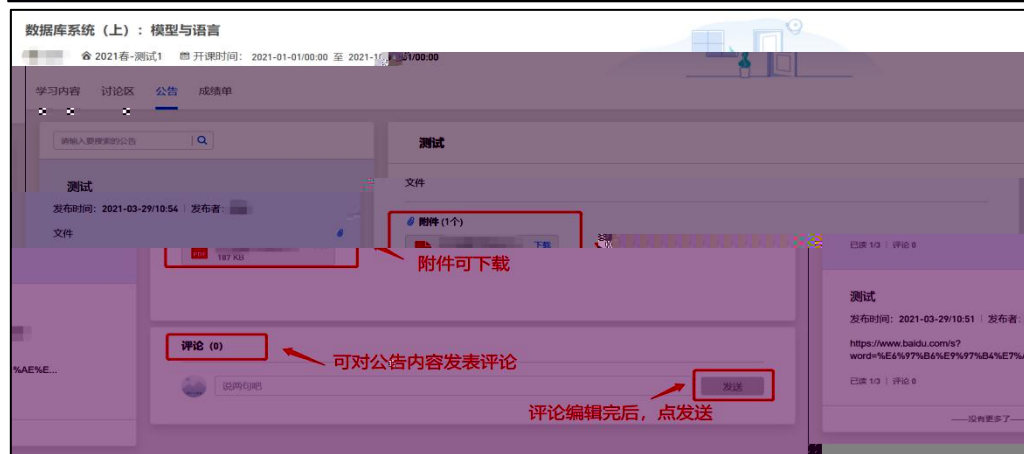 数据库系统（上）：模型与语言
2021春-测试1 开课时间： 2021-01-01/00:00 至 2021-1 1/00:00
学习内容 讨论区 公告 成绩单
请输入要搜索的公告
测试
测试
文件
发布时间：2021-03-29/10:54 发布者：
文件
附件 (1个)
下载
PDF
187 KB
附件可下载
已读 1/3 评论 0
测试
发布时间：2021-03-29/10:51 发布者：
https://www.baidu.com/s?
word=%E6%97%B6%E9%97%B4%E7%
%AE%E...
评论 (0)
可对公告内容发表评论
说两句吧
发送
已读 1/3 评论 0
评论编辑完后，点发送
——没有更多了——